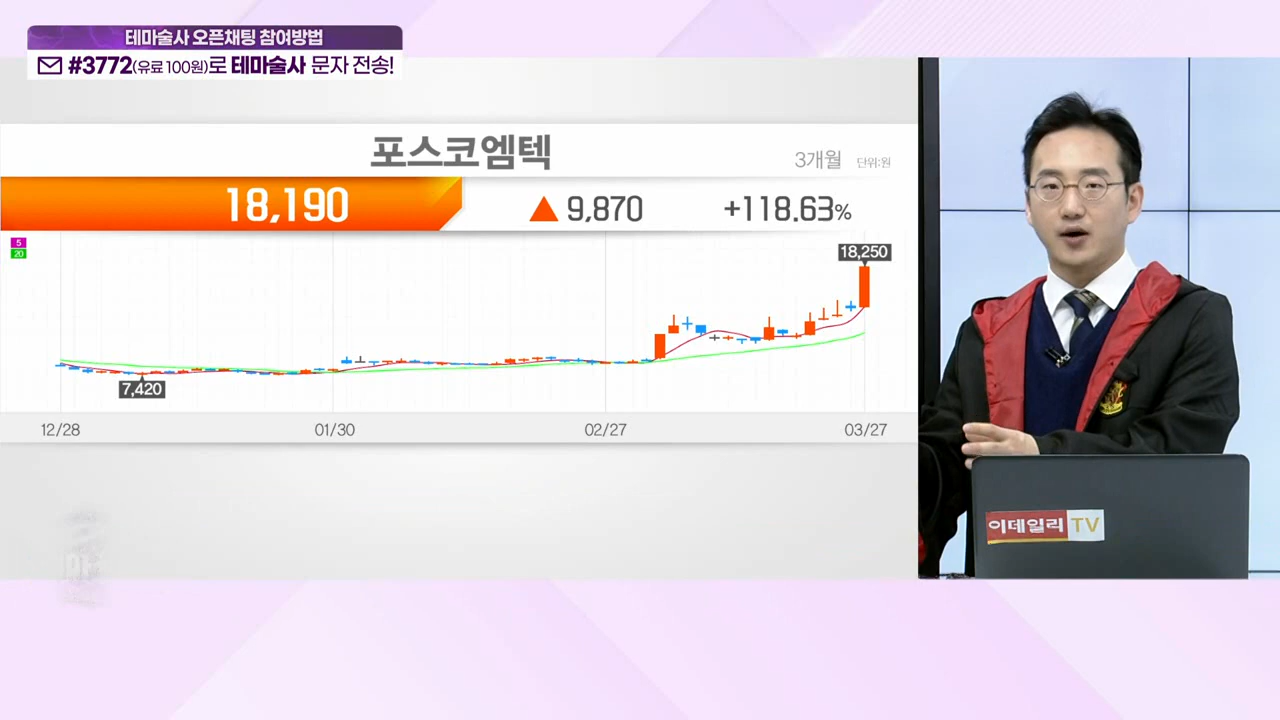 테마술사 오픈채팅 참여방법
#3772(유료 100원)로 테마술사 문자 전송!
포스코엠텍
3개월 단위:원
18,190 ▲ 9,870 +118.63%
5
20
18,250
7,420
12/28 01/30 02/27 03/27
이데일리 TV